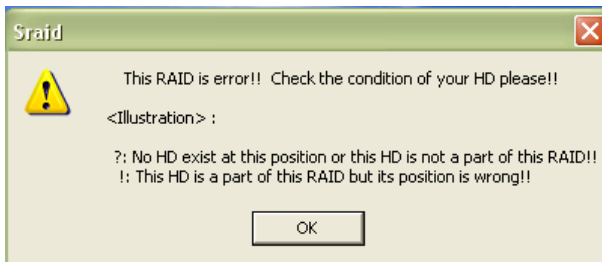 Sraid
This RAID is error!! Check the condition of your HD please!!
<Illustration> :
?: No HD exist at this position or this HD is not a part of this RAID!!
!: This HD is a part of this RAID but its position is wrong!!
OK